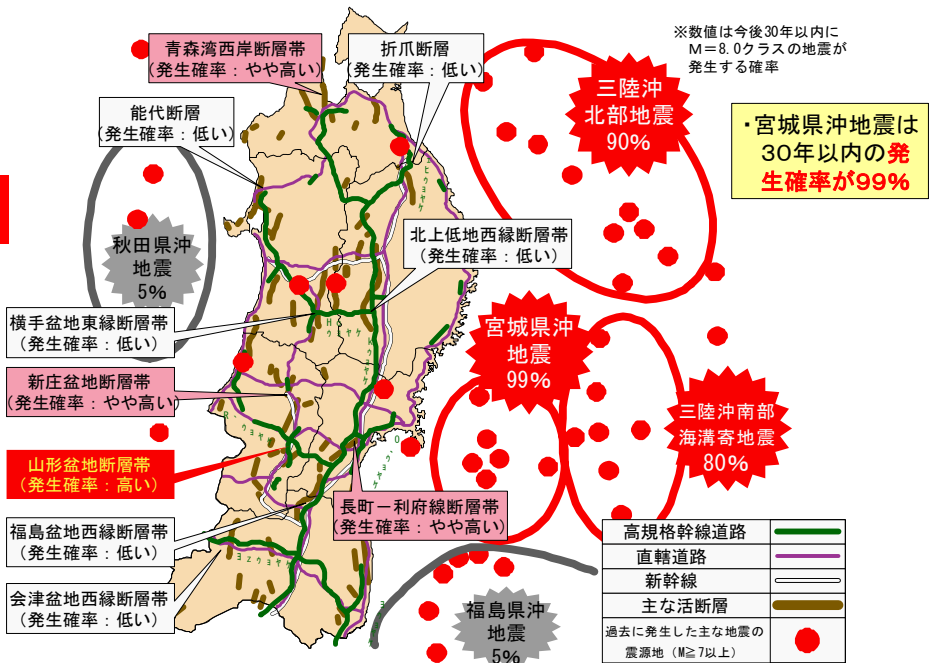 青森湾西岸断層帯
(発生確率：やや高い)
折爪断層
(発生確率：低い)
※数値は今後30年以内に
M＝8.0クラスの地震が
発生する確率
三陸沖
北部地震
90%
能代断層
(発生確率：低い)
・宮城県沖地震は
30年以内の発
生確率が99%
秋田県沖
地震
5%
北上低地西縁断層帯
(発生確率：低い)
横手盆地東縁断層帯
(発生確率：低い)
宮城県沖
地震
99%
新庄盆地断層帯
(発生確率：やや高い)
三陸沖南部
海溝寄地震
80%
山形盆地断層帯
(発生確率：高い)
長町－利府線断層帯
(発生確率：やや高い)
福島盆地西縁断層帯
(発生確率：低い)
会津盆地西縁断層帯
(発生確率：低い)
福島県沖
地震
5%
高規格幹線道路
直轄道路
新幹線
主な活断層
過去に発生した主な地震の
震源地（M≧7以上）